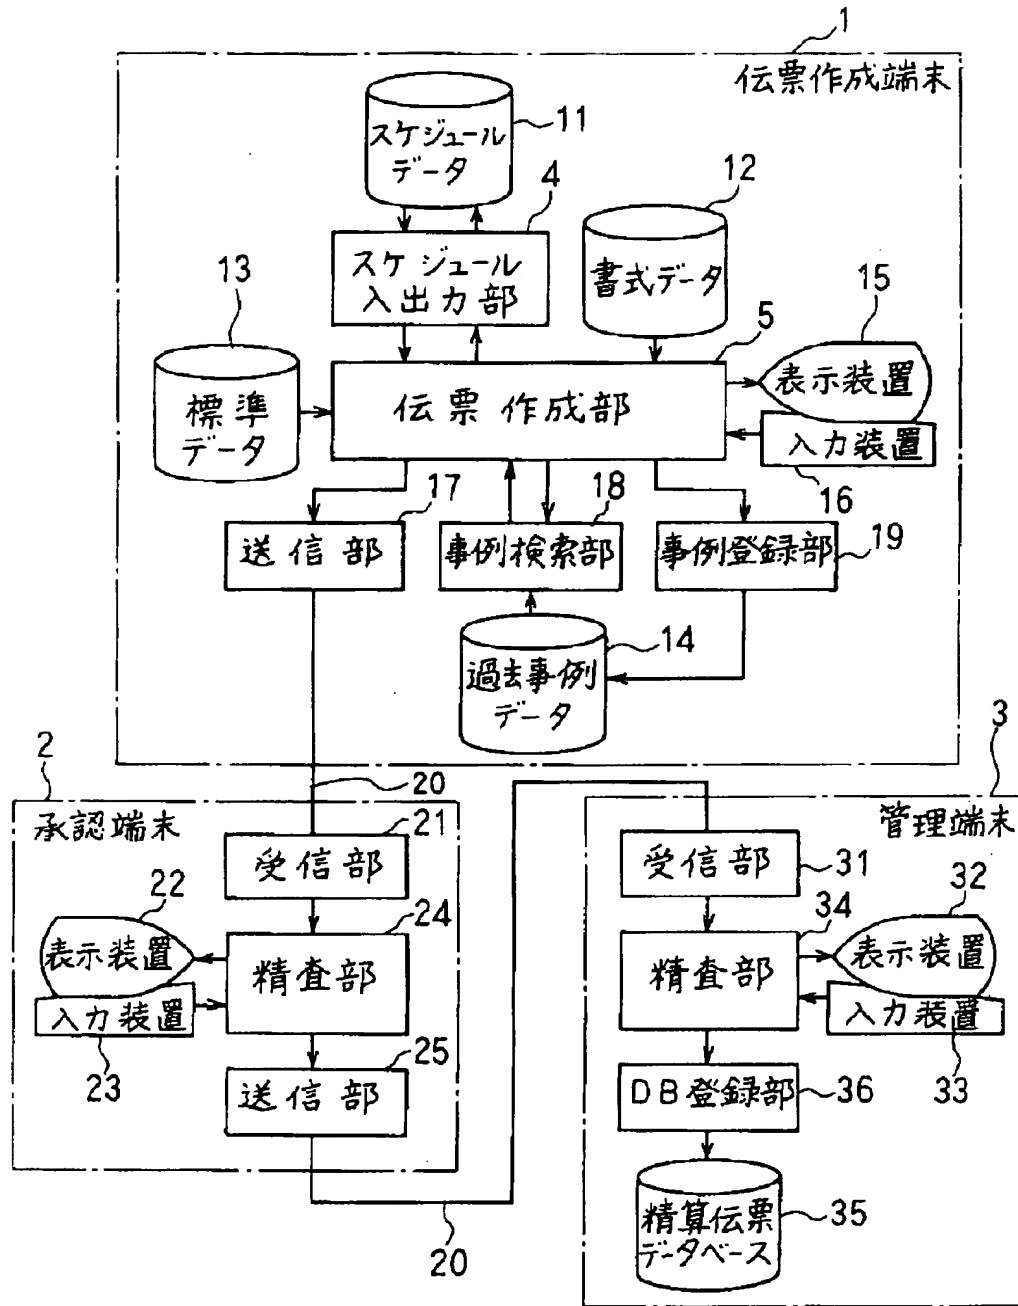 1
伝票作成端末
スケジュール
データ
11
4
12
スケジュール
入出力部
書式データ
13
15
5
標準
データ
伝票作成部
表示装置
入力装置
16
17
18
送信部
事例検索部
事例登録部
19
14
過去事例
データ
3
2
20
承認端末
管理端末
21
受信部
受信部
31
22
24
34
32
表示装置
精査部
精査部
表示装置
入力装置
入力装置
23
25
33
送信部
DB登録部
36
精算伝票
データベース
35
20